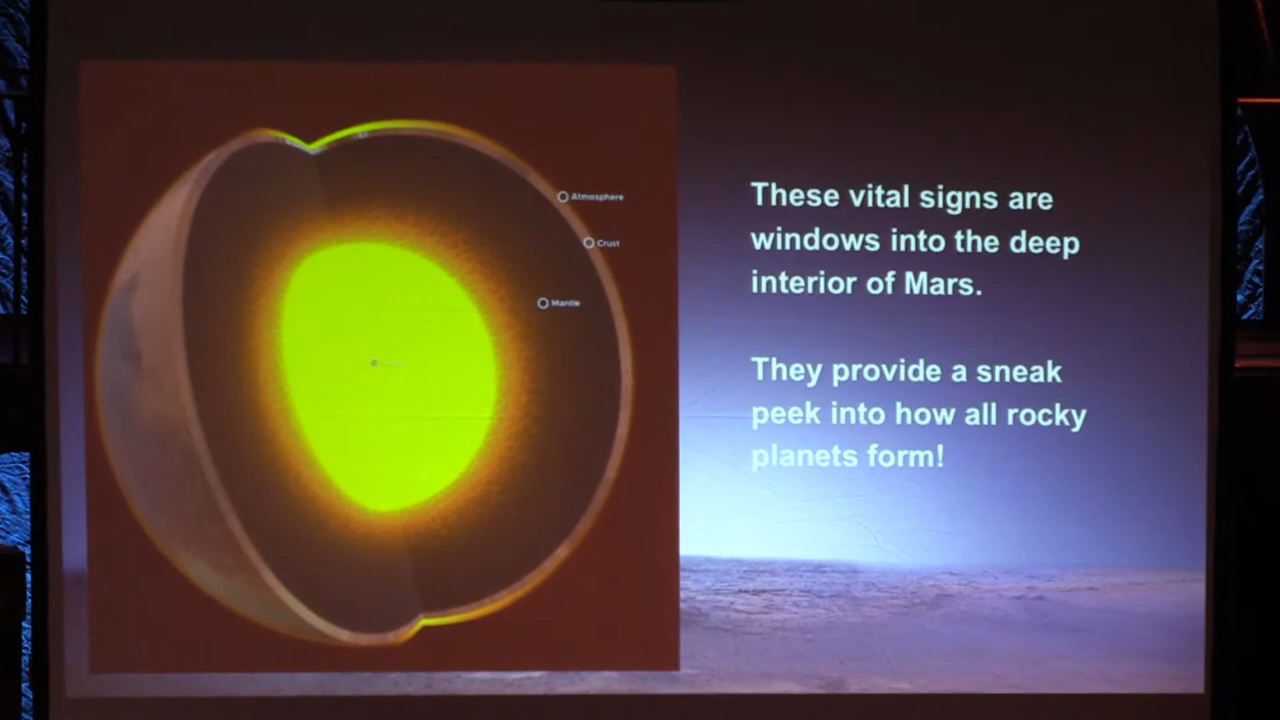 Atmosphere
Crust
Mantle
These vital signs are
windows into the deep
interior of Mars.
They provide a sneak
peek into how all rocky
planets form!